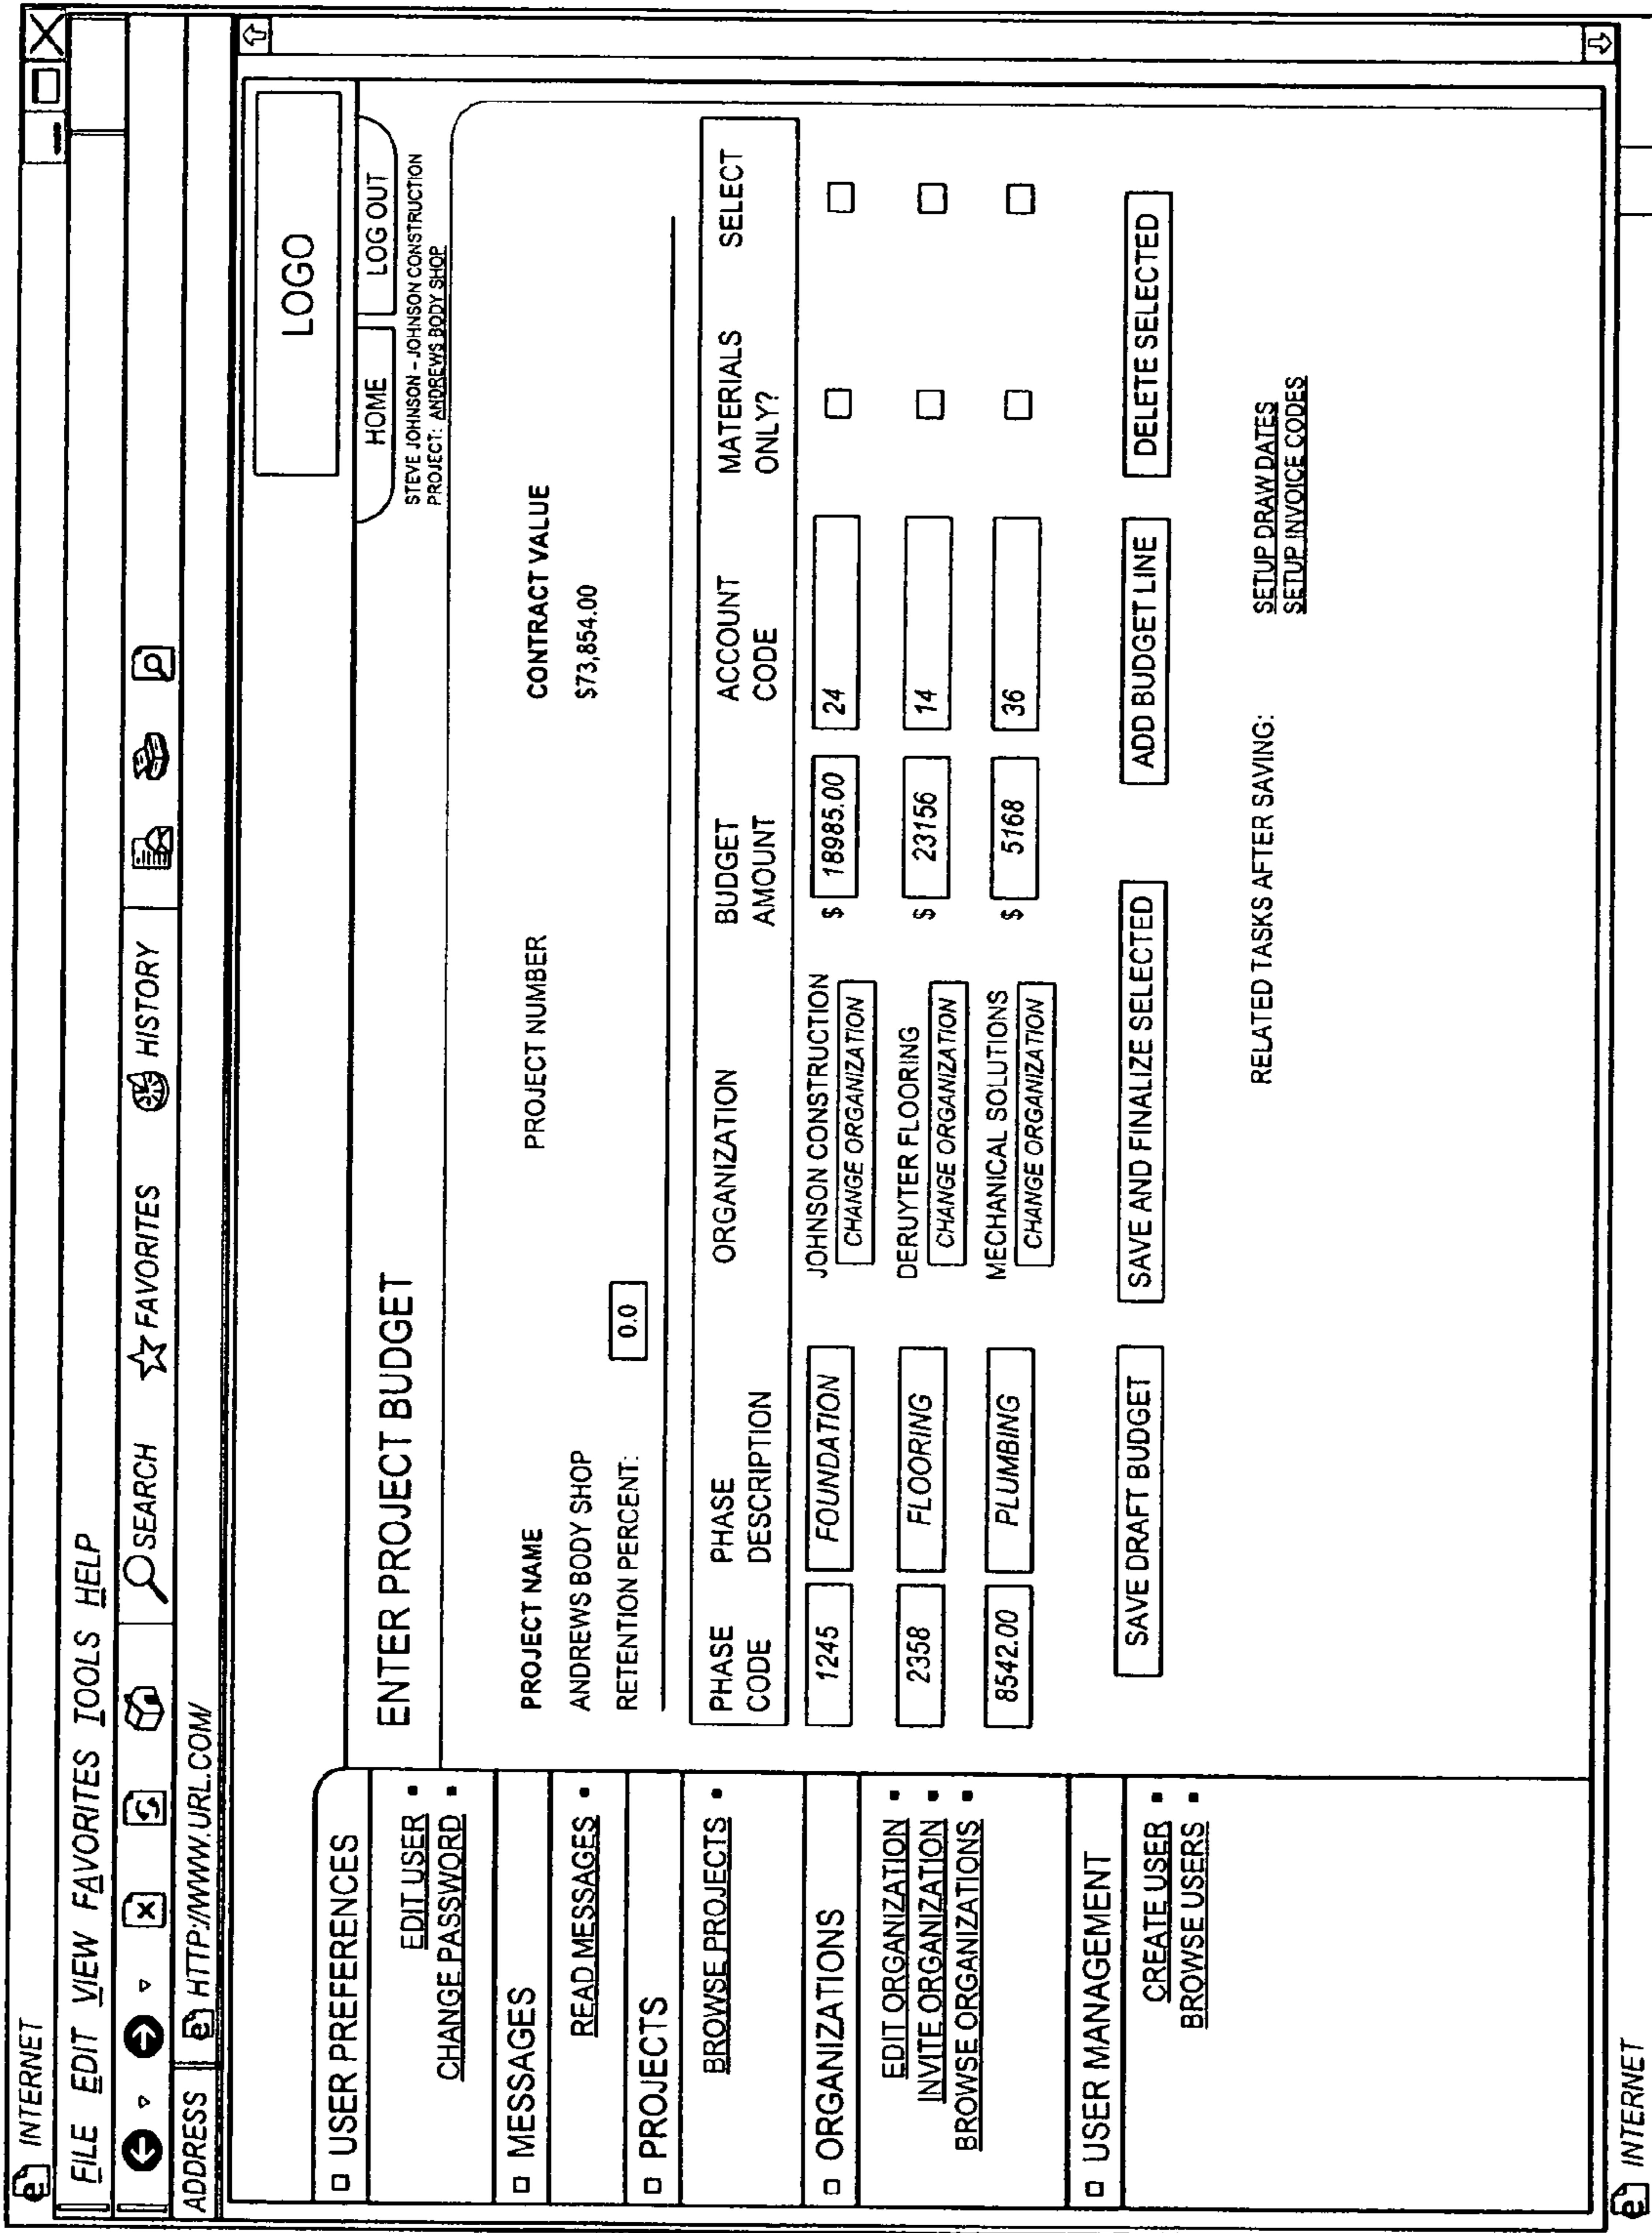 INTERNET
FILE EDIT VIEW FAVORITES TOOLS HELP
SEARCH FAVORITES HISTORY
ADDRESS HTTP://WWW.URL.COM/
LOGO
HOME LOG OUT
STEVE JOHNSON - JOHNSON CONSTRUCTION
PROJECT: ANDREWS BODY SHOP
USER PREFERENCES
EDIT USER
CHANGE PASSWORD
MESSAGES
READ MESSAGES
PROJECTS
BROWSE PROJECTS
ORGANIZATIONS
EDIT ORGANIZATION
INVITE ORGANIZATION
BROWSE ORGANIZATIONS
USER MANAGEMENT
CREATE USER
BROWSE USERS
ENTER PROJECT BUDGET
PROJECT NAME PROJECT NUMBER CONTRACT VALUE
ANDREWS BODY SHOP $73,854.00
RETENTION PERCENT: 0.0
PHASE PHASE ORGANIZATION BUDGET ACCOUNT MATERIALS SELECT
CODE DESCRIPTION AMOUNT CODE ONLY?
1245 FOUNDATION JOHNSON CONSTRUCTION $ 18985.00 24
CHANGE ORGANIZATION
2358 FLOORING DERUYTER FLOORING $ 23156 14
CHANGE ORGANIZATION
8542.00 PLUMBING MECHANICAL SOLUTIONS $ 5168 36
CHANGE ORGANIZATION
SAVE DRAFT BUDGET SAVE AND FINALIZE SELECTED ADD BUDGET LINE DELETE SELECTED
RELATED TASKS AFTER SAVING: SETUP DRAW DATES
SETUP INVOICE CODES
INTERNET